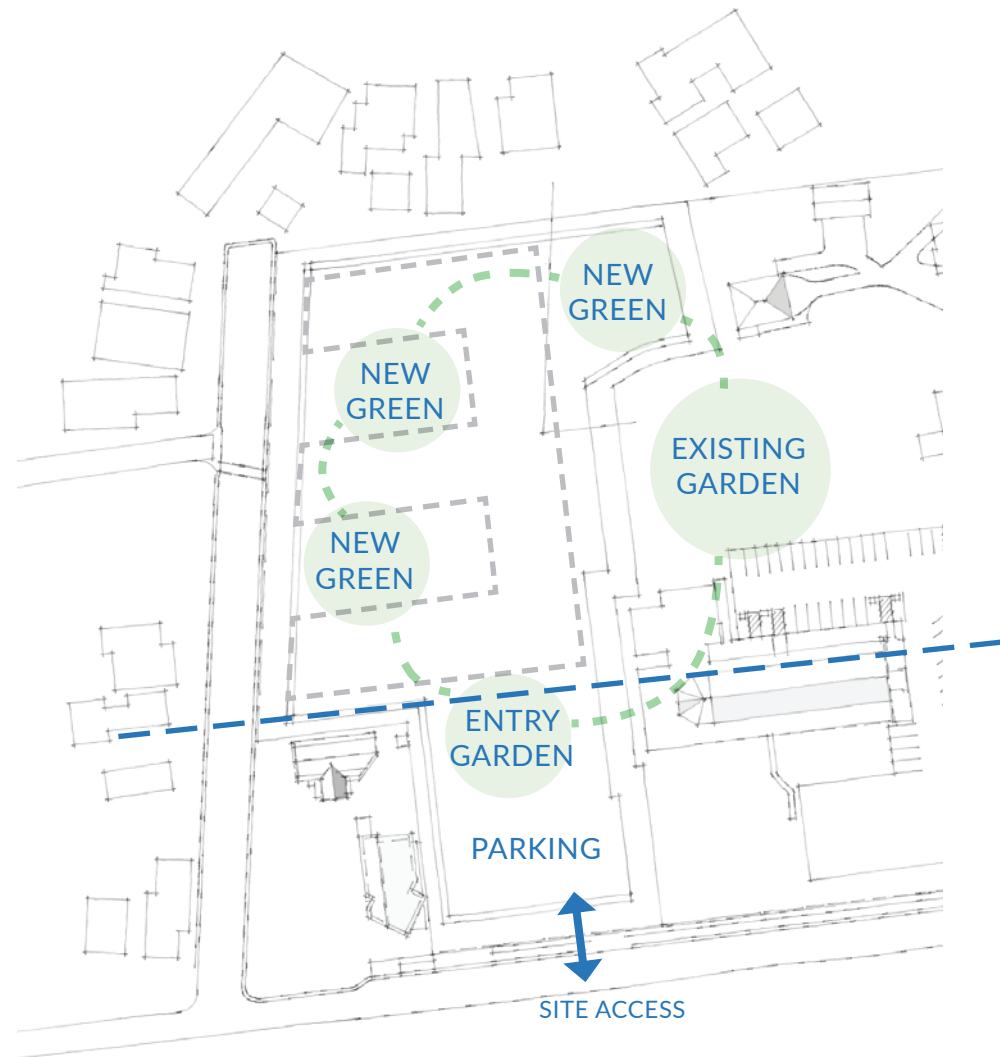 NEW
GREEN
NEW
GREEN
EXISTING
GARDEN
NEW
GREEN
ENTRY
GARDEN
PARKING
SITE ACCESS